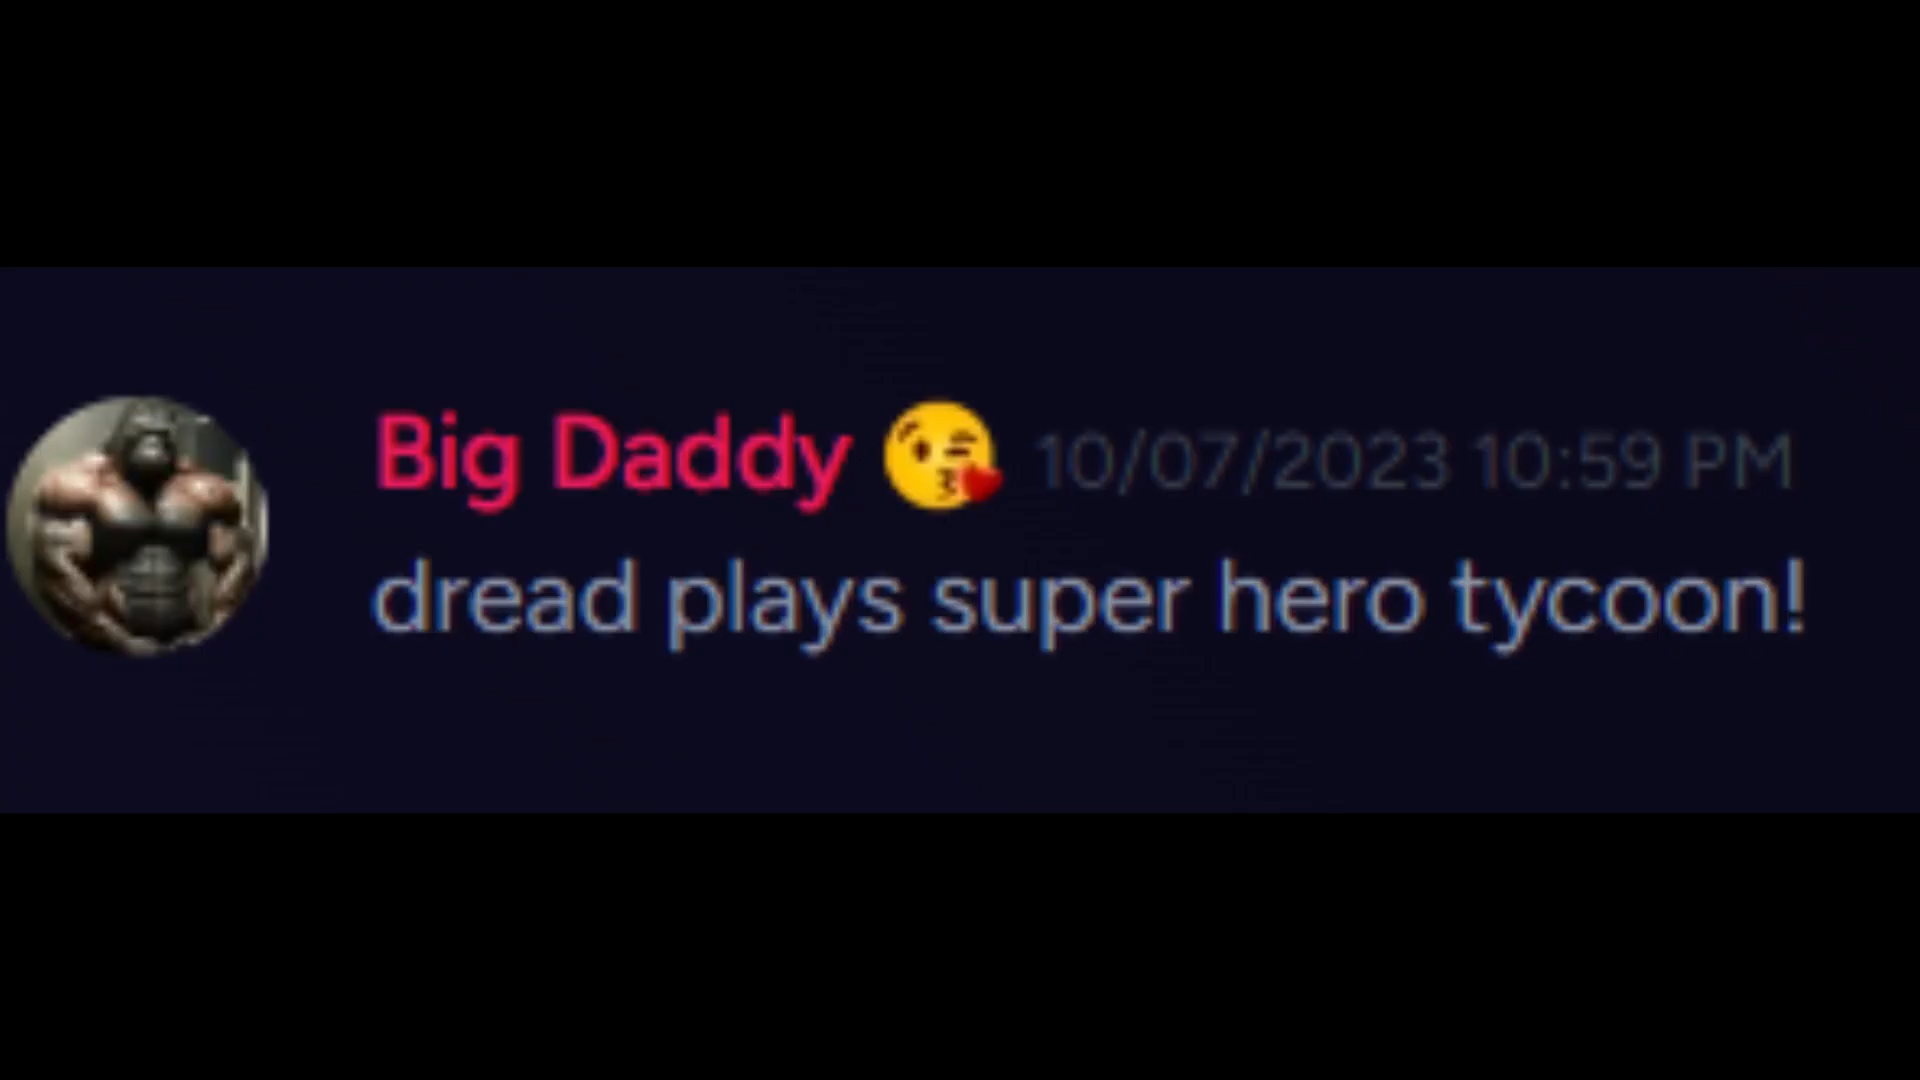 Big Daddy 😘 10/07/2023 10:59 PM
dread plays super hero tycoon!